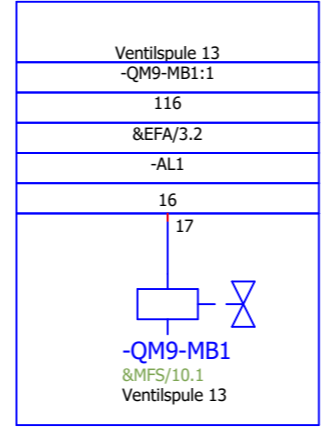 Ventilspule 13
-QM9-MB1:1
116
&EFA/3.2
-AL1
16
17
-QM9-MB1
&MFS/10.1
Ventilspule 13